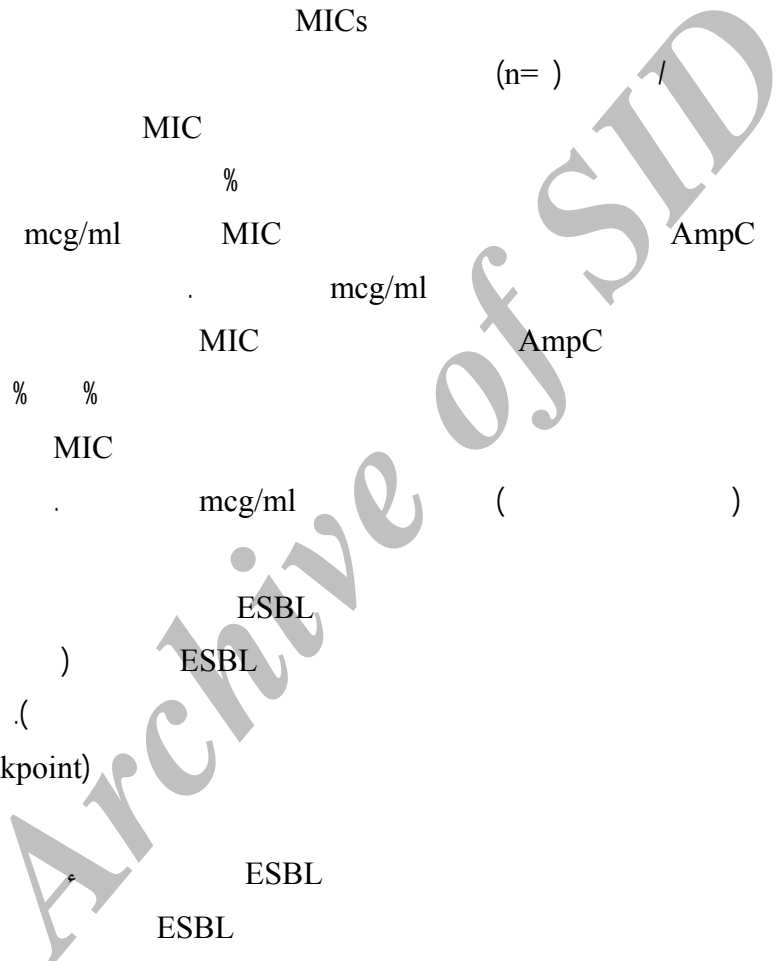 MICs
(n= ) /
MIC
%
mcg/ml MIC AmpC
. mcg/ml
MIC AmpC
% %
MIC
. mcg/ml ( )
ESBL
) ESBL
.(
kpoint)
ء ESBL
ESBL
Archive of SID